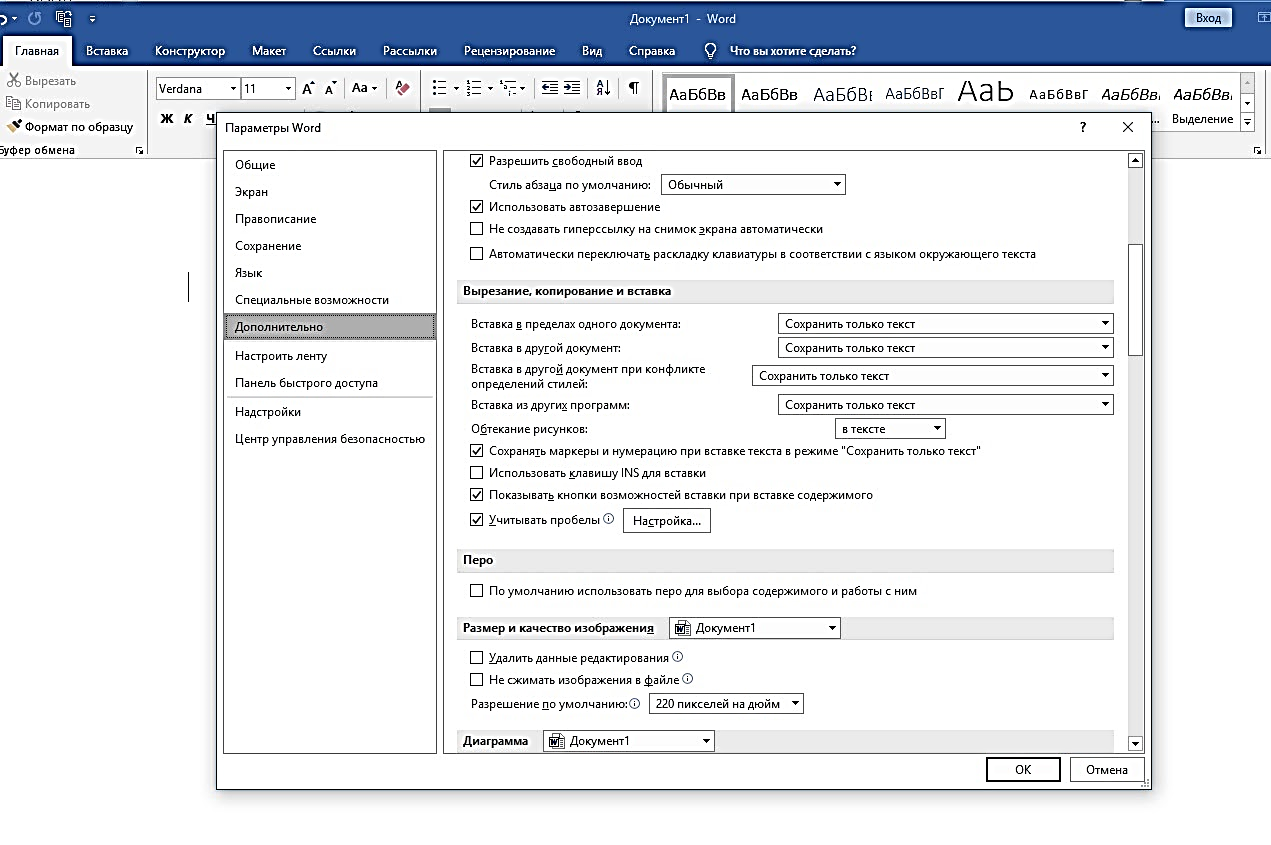 Документ1 - Word
Вход
Главная Вставка Конструктор Макет Ссылки Рассылки Рецензирование Вид Справка Что вы хотите сделать?
Вырезать
Копировать
Формат по образцу
Буфер обмена
Verdana 11 А А Aa
Ж К Ч
АаБбВв АаБбВв АаБбВ АаБбВвГ АаЬ АаБбВвГ АаБбВв АаБбВв
... Выделение
Параметры Word
?
Общие
Экран
Правописание
Сохранение
Язык
Специальные возможности
Дополнительно
Настроить ленту
Панель быстрого доступа
Надстройки
Центр управления безопасностью
Разрешить свободный ввод
Стиль абзаца по умолчанию: Обычный
Использовать автозавершение
Не создавать гиперссылку на снимок экрана автоматически
Автоматически переключать раскладку клавиатуры в соответствии с языком окружающего текста
Вырезание, копирование и вставка
Вставка в пределах одного документа: Сохранить только текст
Вставка в другой документ: Сохранить только текст
Вставка в другой документ при конфликте
определений стилей: Сохранить только текст
Вставка из других программ: Сохранить только текст
Обтекание рисунков: в тексте
Сохранять маркеры и нумерацию при вставке текста в режиме "Сохранить только текст"
Использовать клавишу INS для вставки
Показывать кнопки возможностей вставки при вставке содержимого
Учитывать пробелы Настройка...
Перо
По умолчанию использовать перо для выбора содержимого и работы с ним
Размер и качество изображения Документ1
Удалить данные редактирования
Не сжимать изображения в файле
Разрешение по умолчанию: 220 пикселей на дюйм
Диаграмма Документ1
ОК Отмена